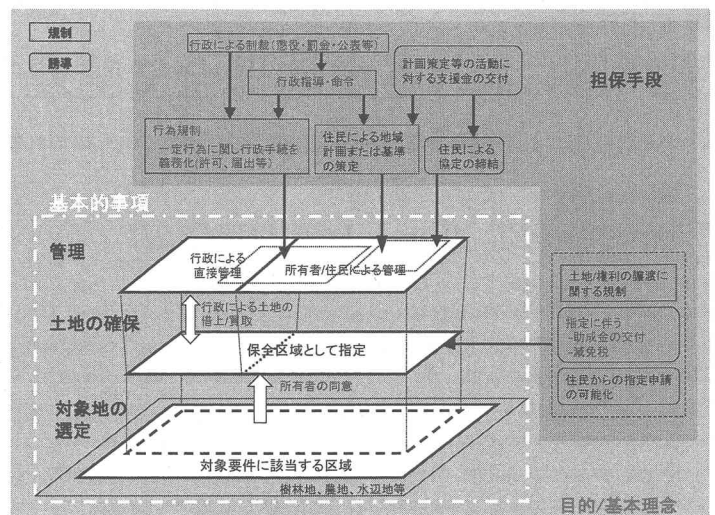 規制
誘導
行政による制裁(懲役・罰金・公表等)
行政指導・命令
計画策定等の活動に
対する支援金の交付
担保手段
行為規制
一定行為に関し行政手続を
義務化(許可、届出等)
住民による地域
計画または基準
の策定
住民による
協定の締結
基本的事項
管理
行政による
直接管理
所有者/住民による管理
行政による土地の
借上/買取
土地の確保
保全区域として指定
所有者の同意
対象地の
選定
対象要件に該当する区域
樹林地、農地、水辺地等
土地/権利の譲渡に
関する規制
指定に伴う
-助成金の交付
-減免税
住民からの指定申請
の可能化
目的/基本理念